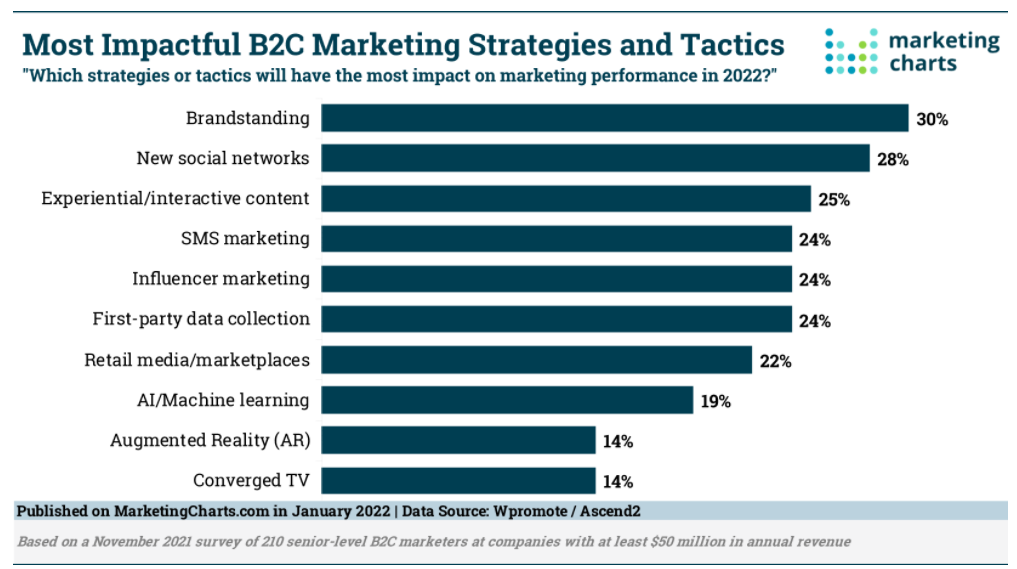 Most Impactful B2C Marketing Strategies and Tactics
"Which strategies or tactics will have the most impact on marketing performance in 2022?"
marketing
charts
Brandstanding 30%
New social networks 28%
Experiential/interactive content 25%
SMS marketing 24%
Influencer marketing 24%
First-party data collection 24%
Retail media/marketplaces 22%
AI/Machine learning 19%
Augmented Reality (AR) 14%
Converged TV 14%
Published on MarketingCharts.com in January 2022 | Data Source: Wpromote / Ascend2
Based on a November 2021 survey of 210 senior-level B2C marketers at companies with at least $50 million in annual revenue